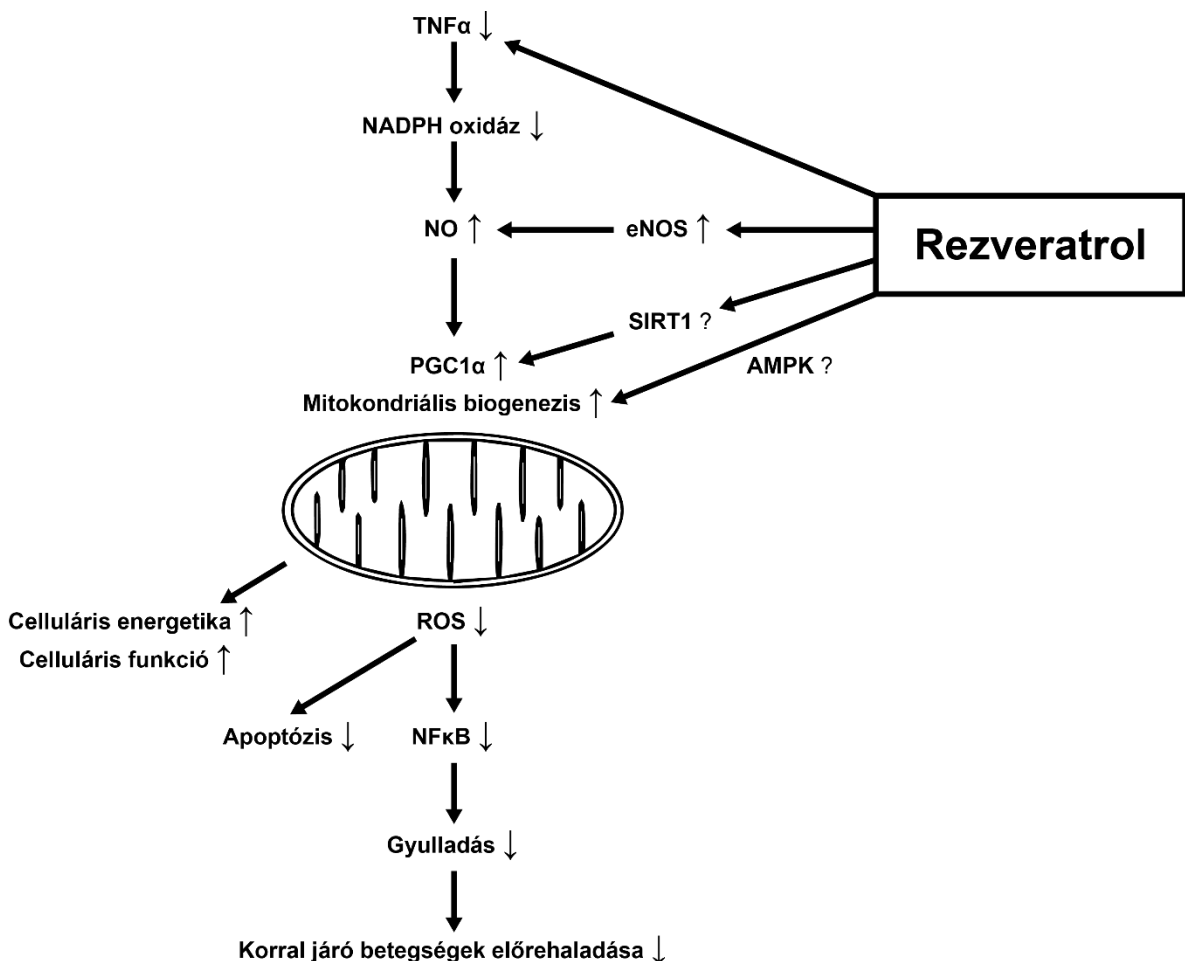 TNFα ↓
NADPH oxidáz ↓
NO ↑
eNOS ↑
Rezveratrol
SIRT1 ?
PGC1α ↑
AMPK ?
Mitokondriális biogenezis ↑
Celluláris energetika ↑
ROS ↓
Celluláris funkció ↑
Apoptózis ↓
NFκB ↓
Gyulladás ↓
Korral járó betegségek előrehaladása ↓